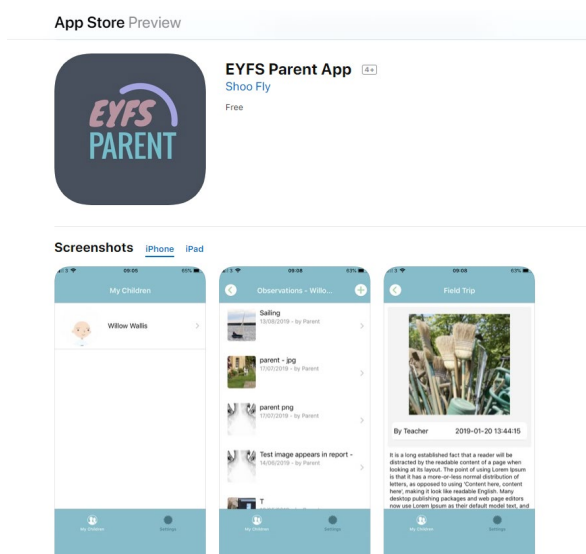 App Store Preview
EYFS
PARENT
EYFS Parent App 4+
Shoo Fly
Free
Screenshots iPhone iPad
09:05
My Children
Willow Wallis
My Children
Settings
09:08
63%
Observations - Willo...
Sailing
13/08/2019 - by Parent
parent - jpg
17/07/2019 - by Parent
parent png
17/07/2019 - by Parent
Test image appears in report -
14/06/2019 - by Parent
T
My Children
Settings
09:08
63%
Field Trip
By Teacher 2019-01-20 13:44:15
It is a long established fact that a reader will be
distracted by the readable content of a page when
looking at its layout. The point of using Lorem Ipsum
is that it has a more-or-less normal distribution of
letters, as opposed to using 'Content here, content
here', making it look like readable English. Many
desktop publishing packages and web page editors
now use Lorem Ipsum as their default model text, and
My Children
Settings